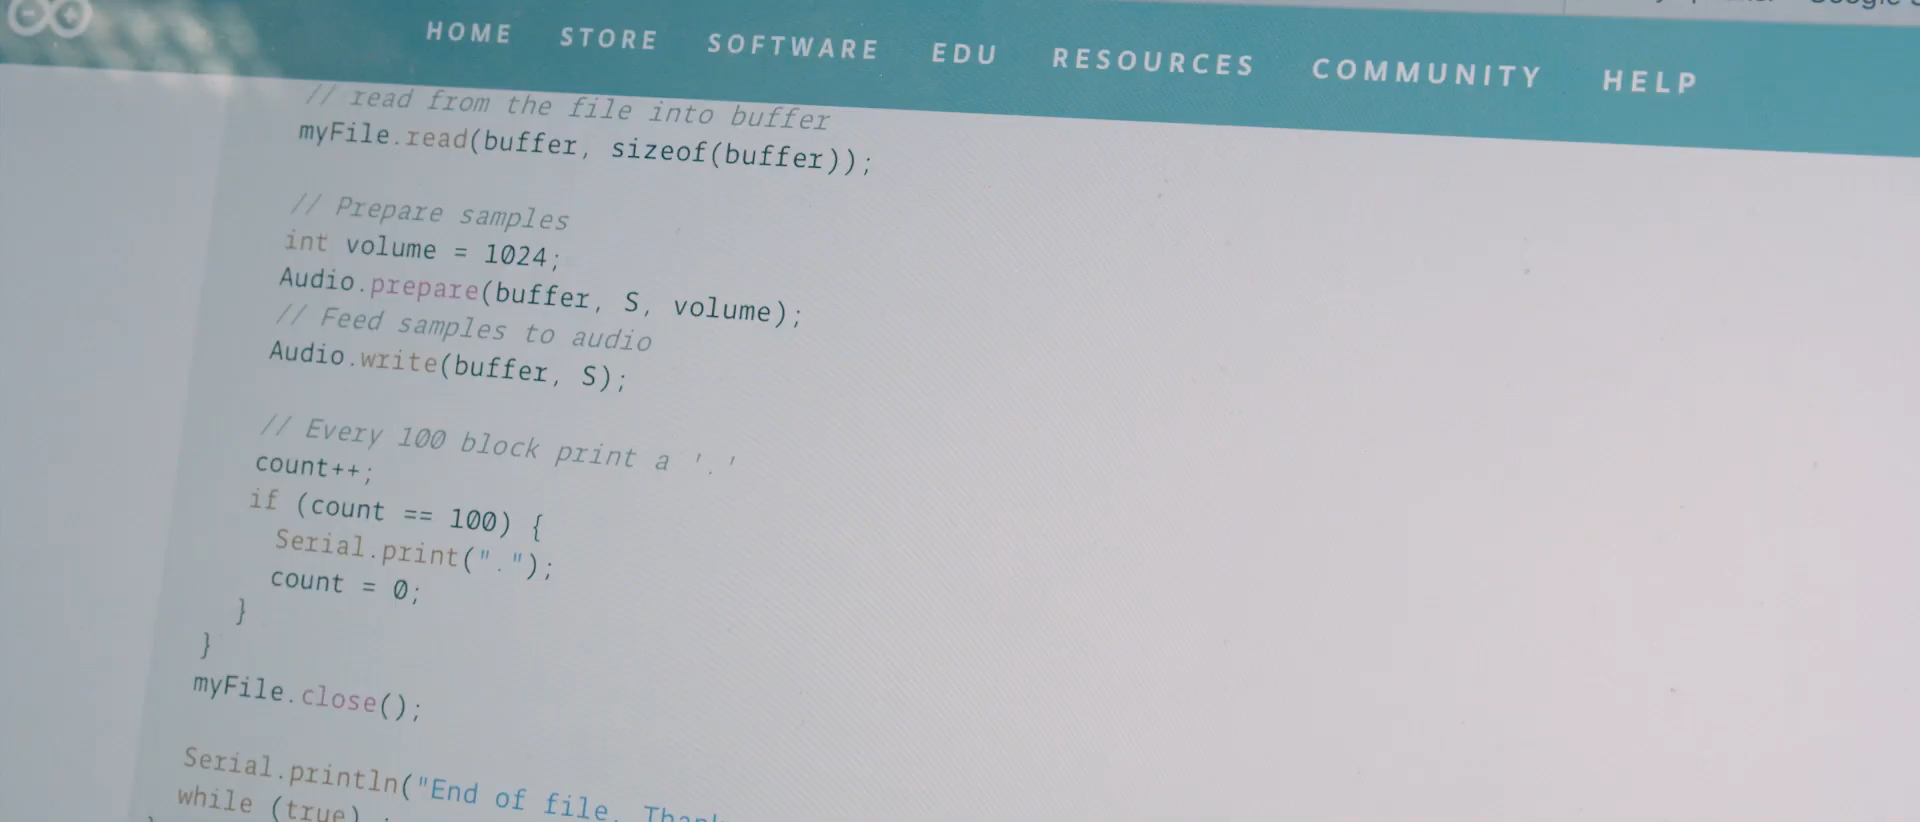 HOME STORE SOFTWARE EDU RESOURCES COMMUNITY HELP
// read from the file into buffer
myFile.read(buffer, sizeof(buffer));
// Prepare samples
int volume = 1024;
Audio.prepare(buffer, S, volume);
// Feed samples to audio
Audio.write(buffer, S);
// Every 100 block print a '.'
count++;
if (count == 100) {
Serial.print(".");
count = 0;
}
}
myFile.close();
Serial.println("End of file.
while (true) ;